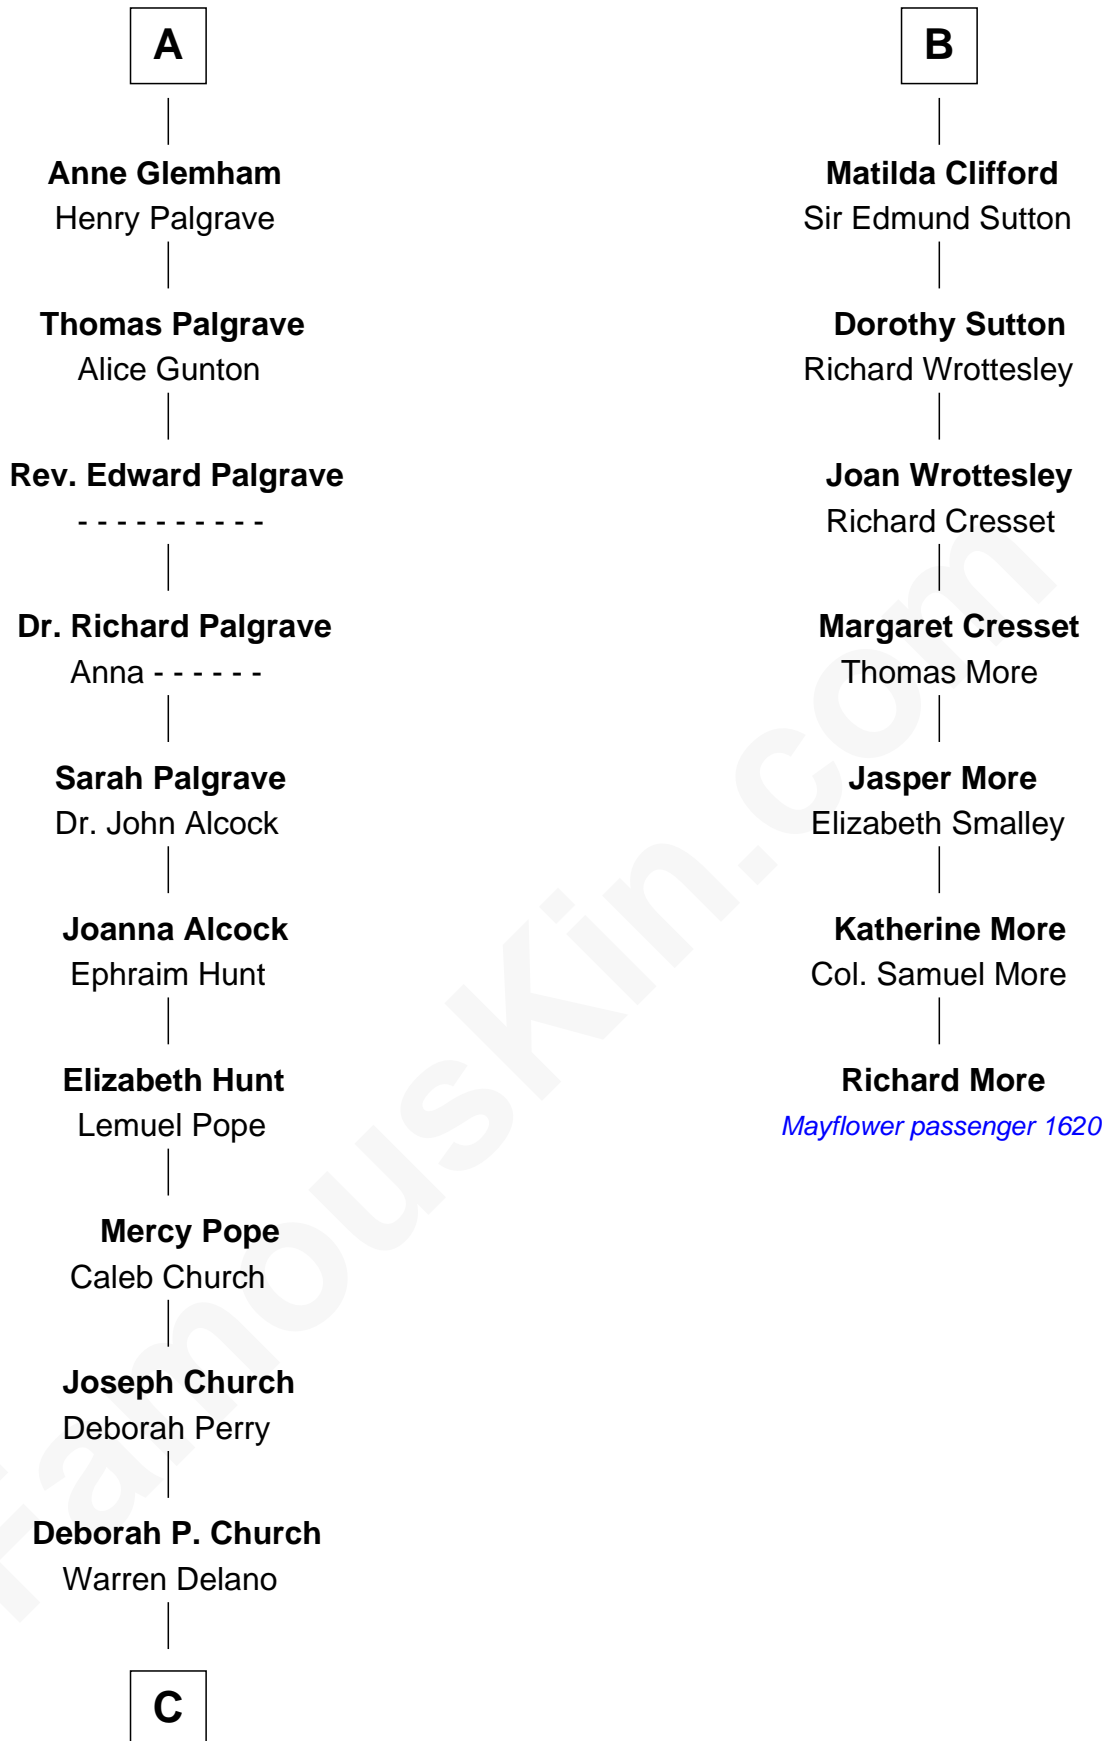 A
Anne Glemham
Henry Palgrave
Thomas Palgrave
Alice Gunton
Rev. Edward Palgrave
- - - - - - - - - -
Dr. Richard Palgrave
Anna - - - - - -
Sarah Palgrave
Dr. John Alcock
Joanna Alcock
Ephraim Hunt
Elizabeth Hunt
Lemuel Pope
Mercy Pope
Caleb Church
Joseph Church
Deborah Perry
Deborah P. Church
Warren Delano
C
B
Matilda Clifford
Sir Edmund Sutton
Dorothy Sutton
Richard Wrottesley
Joan Wrottesley
Richard Cresset
Margaret Cresset
Thomas More
Jasper More
Elizabeth Smalley
Katherine More
Col. Samuel More
Richard More
Mayflower passenger 1620
FamousKin.com